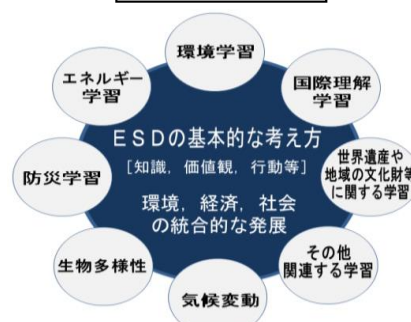 環境学習
エネルギー
学習
国際理解
学習
ESDの基本的な考え方
[知識, 価値観, 行動等]
環境, 経済, 社会
の統合的な発展
防災学習
世界遺産や
地域の文化財等
に関する学習
生物多様性
その他
関連する学習
気候変動